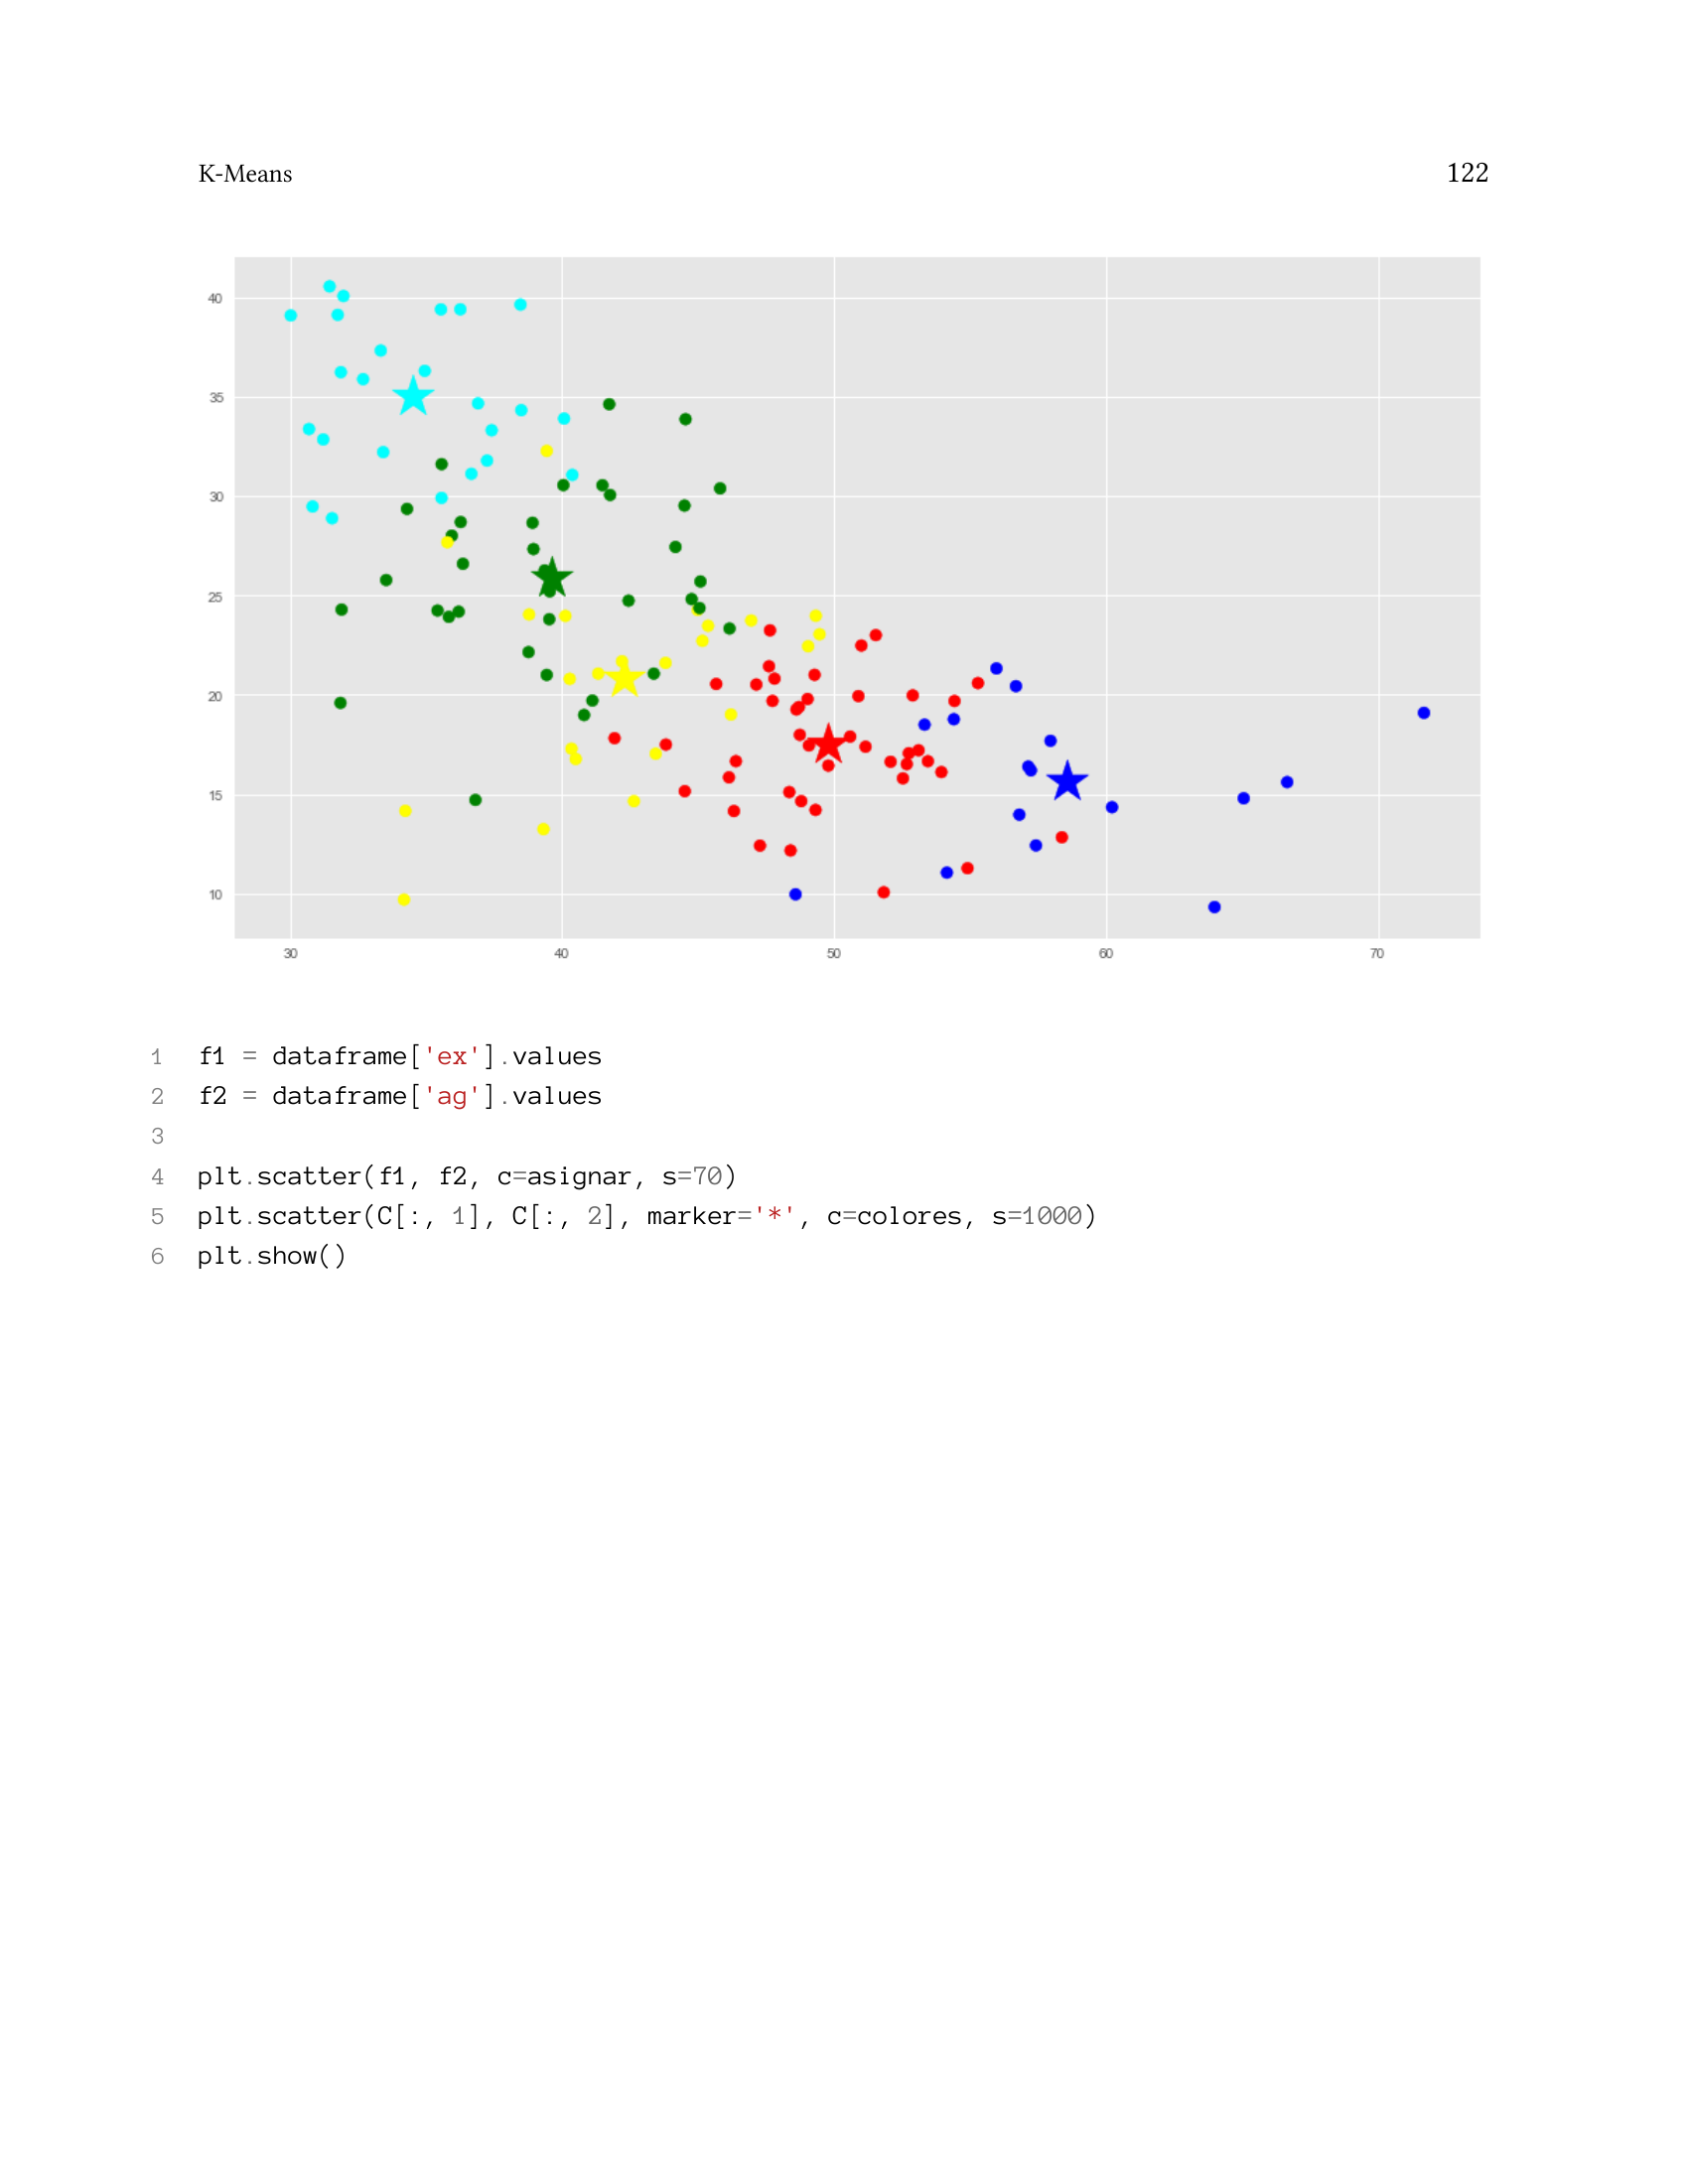 K-Means 122
40
35
30
25
20
15
10
30 40 50 60 70
1 f1 = dataframe['ex'].values
2 f2 = dataframe['ag'].values
3
4 plt.scatter(f1, f2, c=asignar, s=70)
5 plt.scatter(C[:, 1], C[:, 2], marker='*', c=colores, s=1000)
6 plt.show()